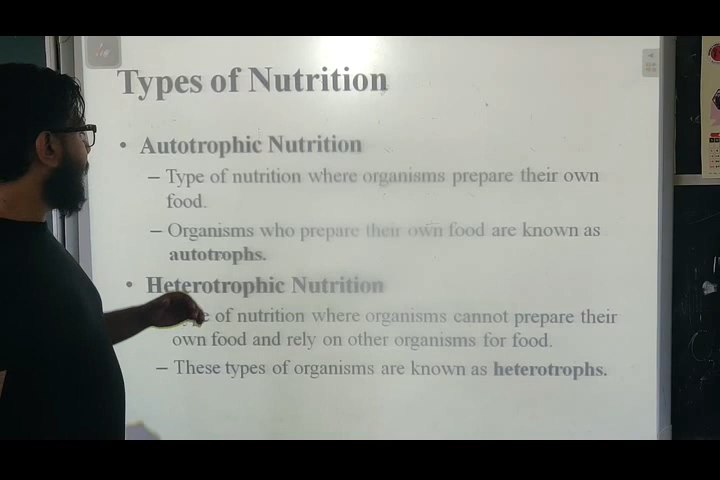 Types of Nutrition
• Autotrophic Nutrition
– Type of nutrition where organisms prepare their own
food.
– Organisms who prepare their own food are known as
autotrophs.
• Heterotrophic Nutrition
of nutrition where organisms cannot prepare their
own food and rely on other organisms for food.
– These types of organisms are known as heterotrophs.